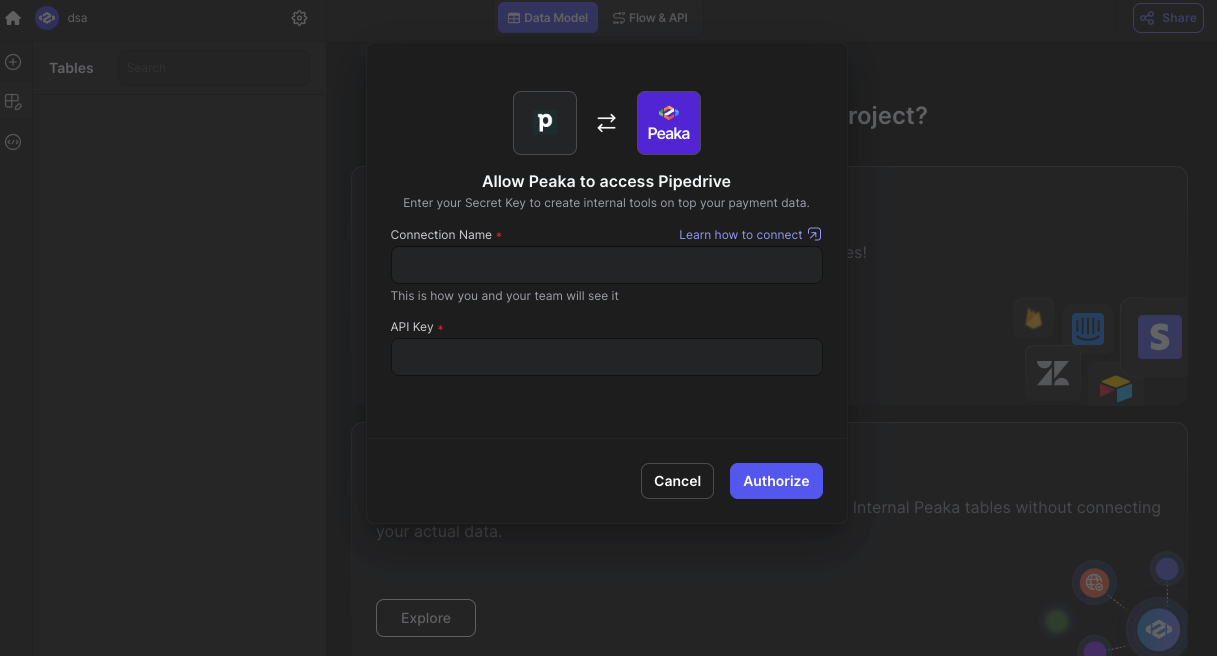 dsa
Data Model
Flow & API
Share
Tables
Search
roject?
p
Peaka
Allow Peaka to access Pipedrive
Enter your Secret Key to create internal tools on top your payment data.
Connection Name *
Learn how to connect
es!
This is how you and your team will see it
API Key *
S
Cancel
Authorize
Internal Peaka tables without connecting
your actual data.
Explore